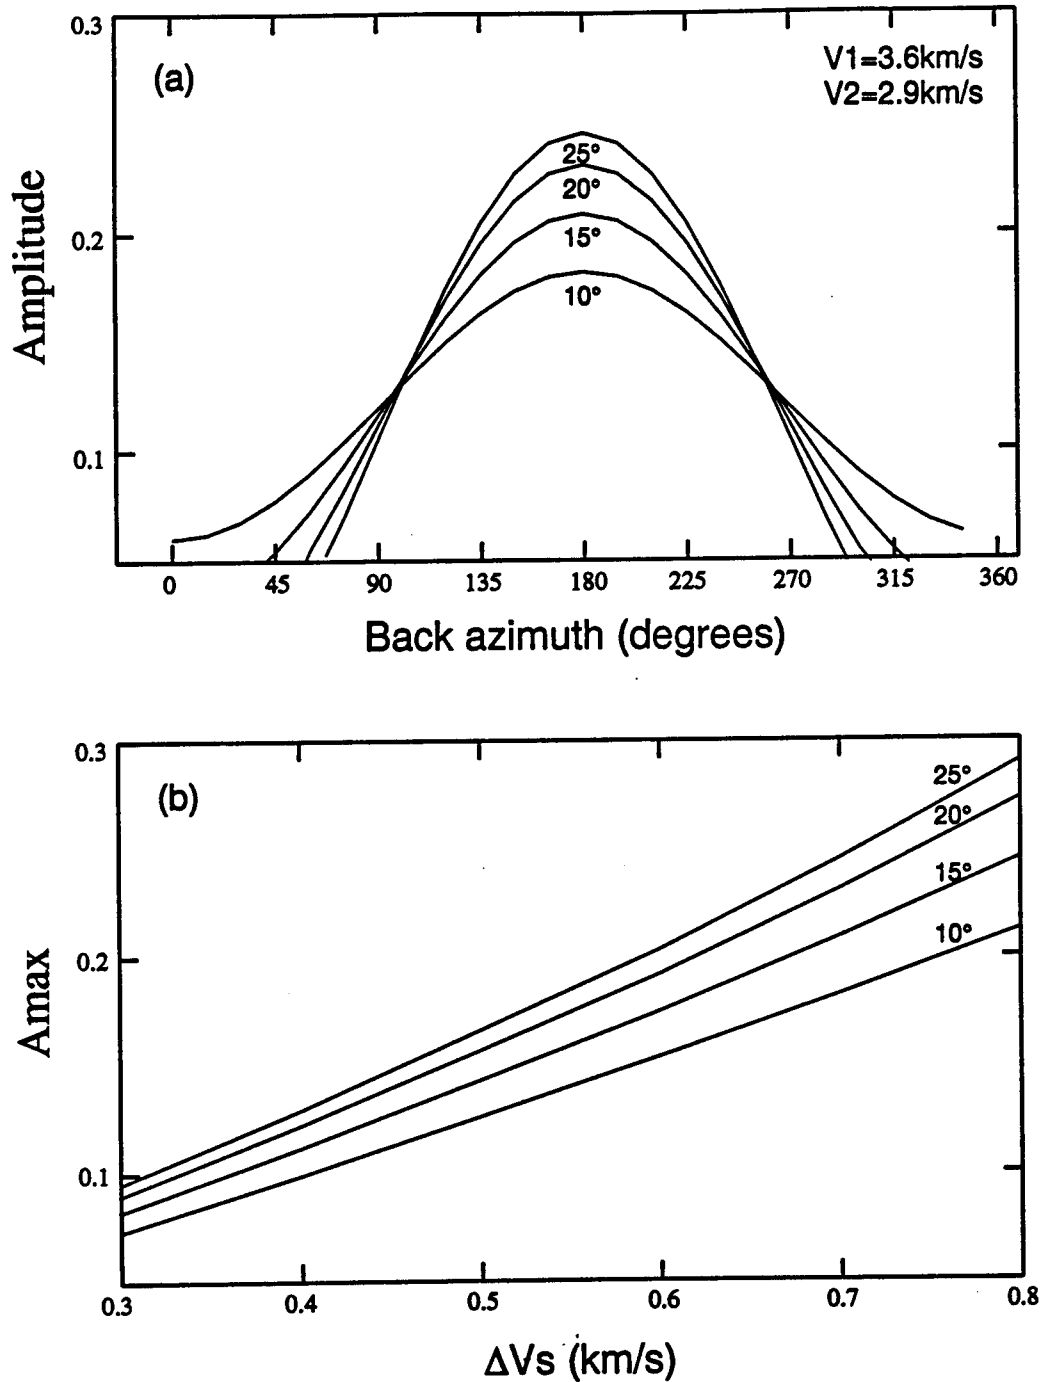 0.3
(a)
V1=3.6km/s
V2=2.9km/s
25°
20°
0.2
15°
10°
Amplitude
0.1
0 45 90 135 180 225 270 315 360
Back azimuth (degrees)
0.3
(b)
25°
20°
15°
10°
0.2
Amax
0.1
0.3 0.4 0.5 0.6 0.7 0.8
ΔVs (km/s)